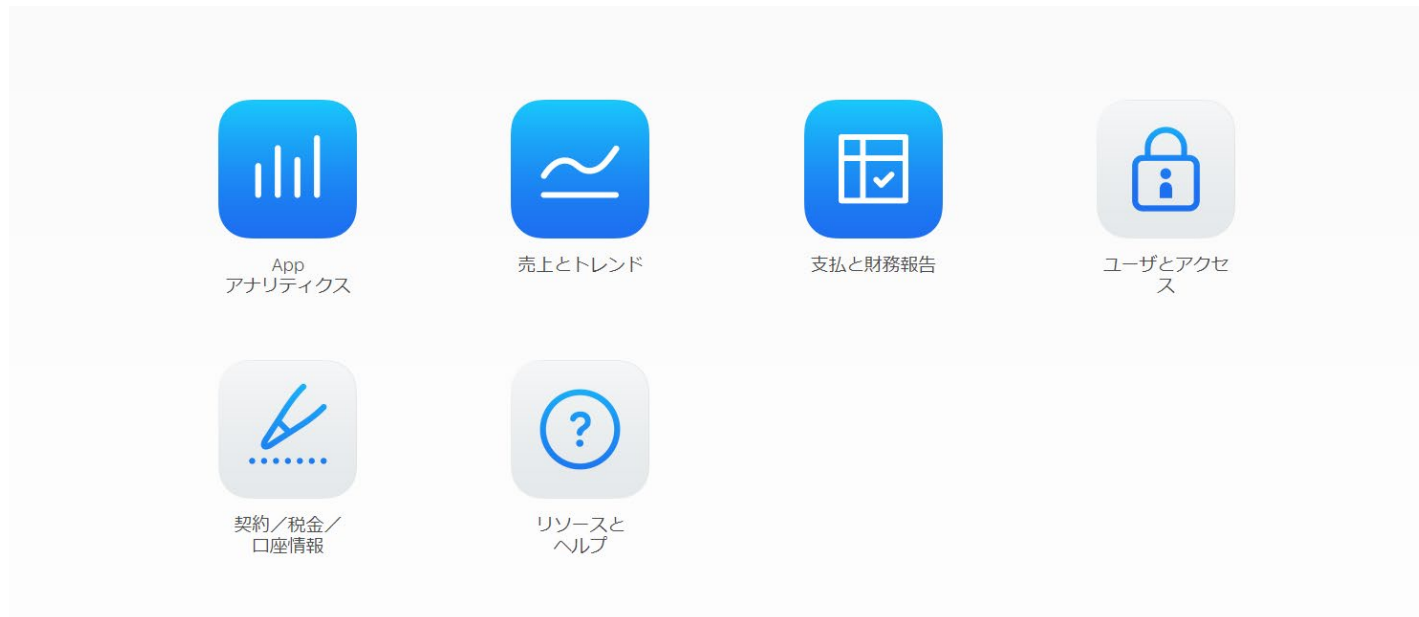 App
アナリティクス
売上とトレンド
支払と財務報告
ユーザとアクセ
ス
契約／税金／
口座情報
リソースと
ヘルプ